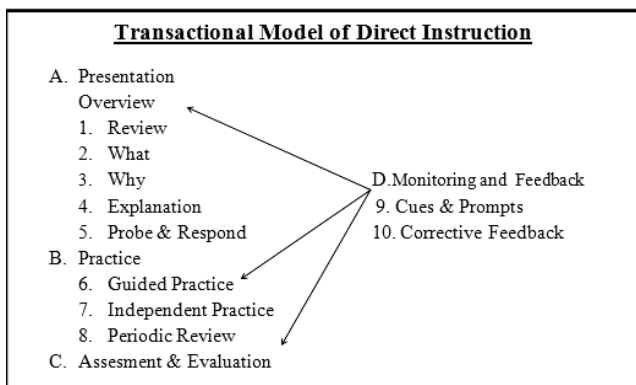 Transactional Model of Direct Instruction
A. Presentation
Overview
1. Review
2. What
3. Why
4. Explanation
5. Probe & Respond
B. Practice
6. Guided Practice
7. Independent Practice
8. Periodic Review
C. Assesment & Evaluation
D.Monitoring and Feedback
9. Cues & Prompts
10. Corrective Feedback